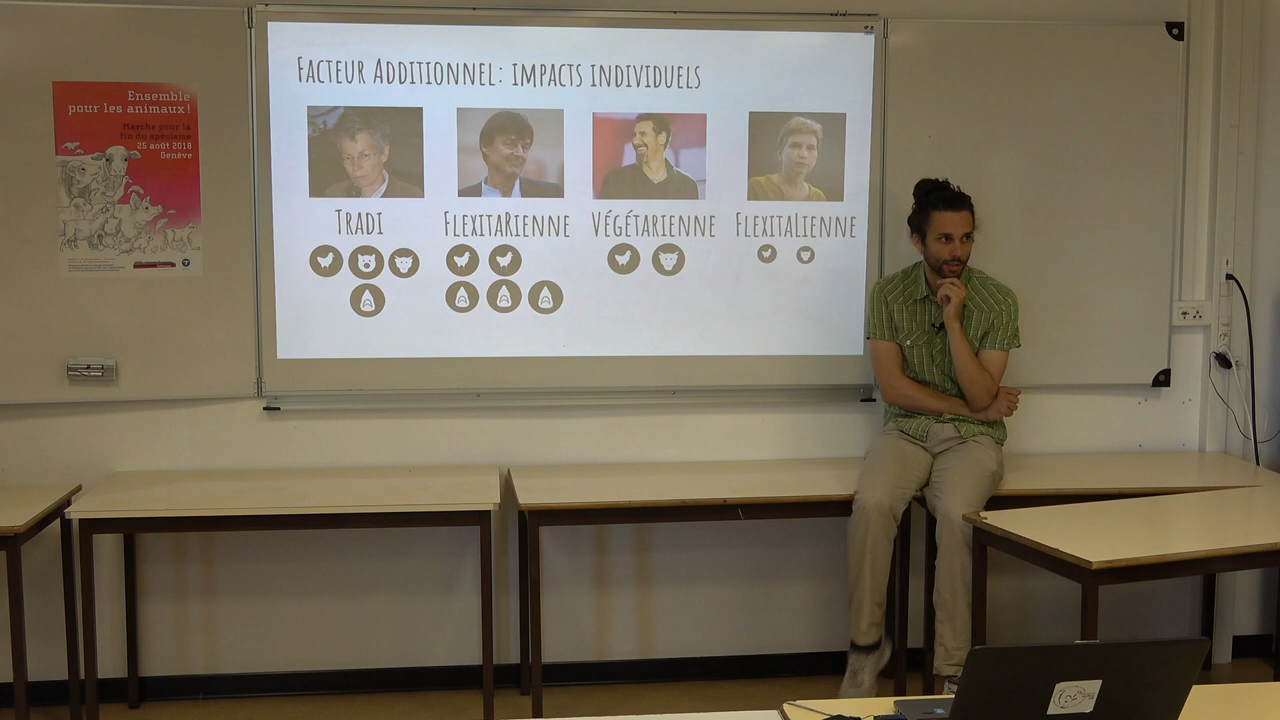 Ensemble
pour les animaux!
Marche pour la
fin du spécisme
25 août 2018
Genève
Facteur Additionnel: impacts individuels
Tradi
FlexitaRienne
Végétarienne
FlexitaLienne